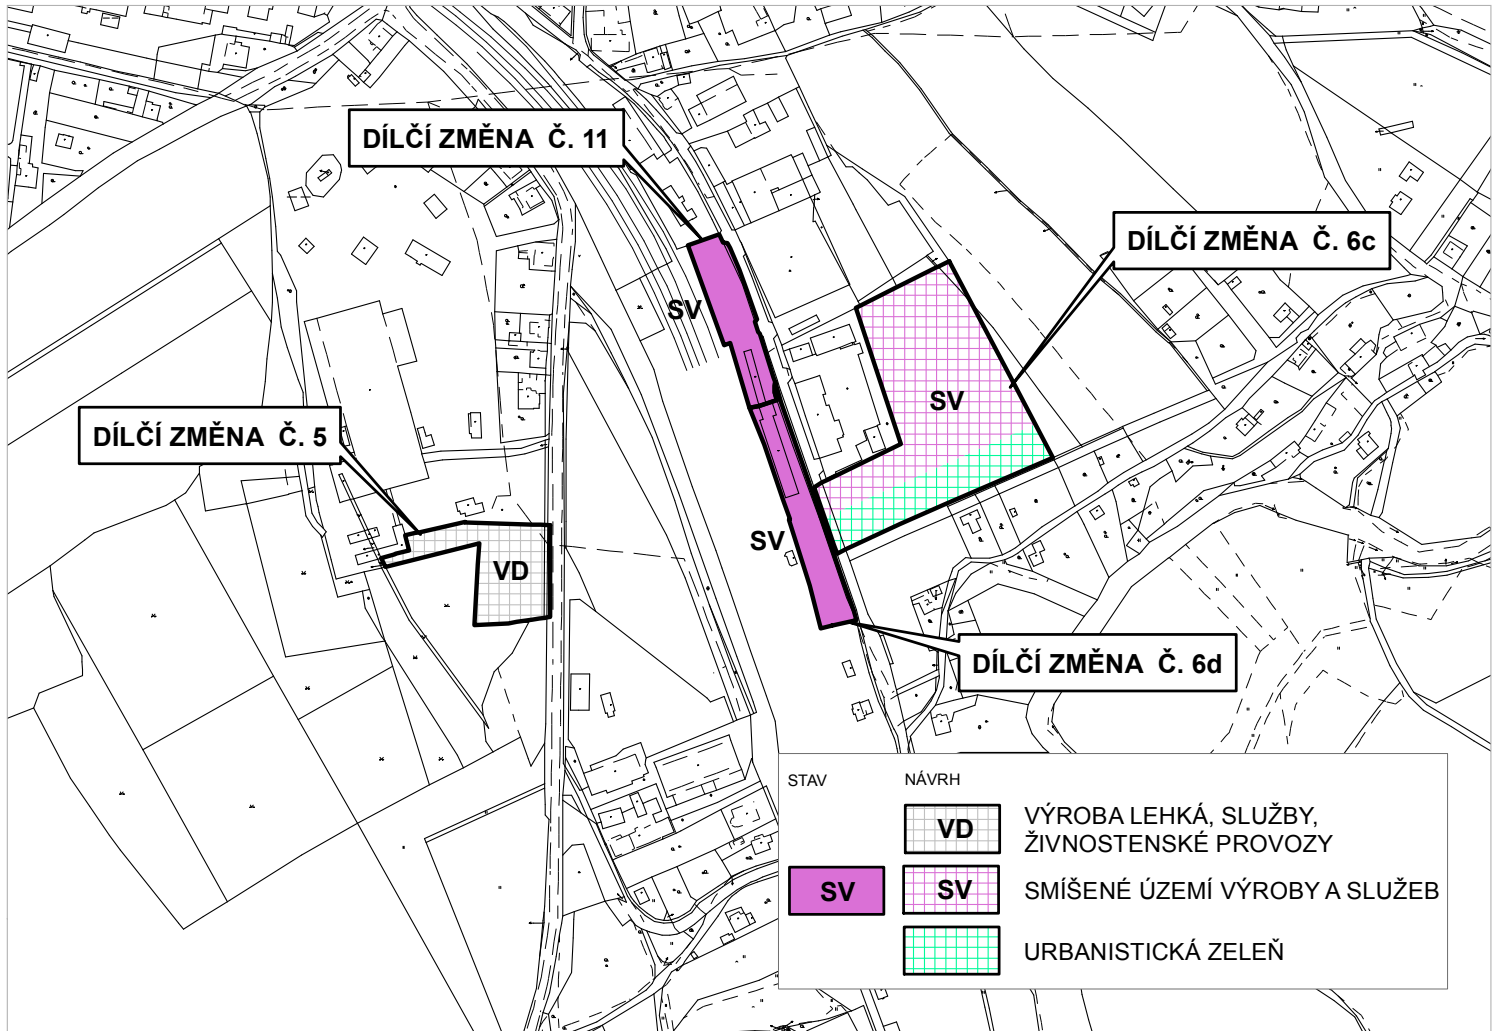 DÍLČÍ ZMĚNA Č. 11
DÍLČÍ ZMĚNA Č. 6c
SV
SV
DÍLČÍ ZMĚNA Č. 5
SV
VD
DÍLČÍ ZMĚNA Č. 6d
STAV
NÁVRH
VD
VÝROBA LEHKÁ, SLUŽBY,
ŽIVNOSTENSKÉ PROVOZY
SV
SV
SMÍŠENÉ ÚZEMÍ VÝROBY A SLUŽEB
URBANISTICKÁ ZELEŇ